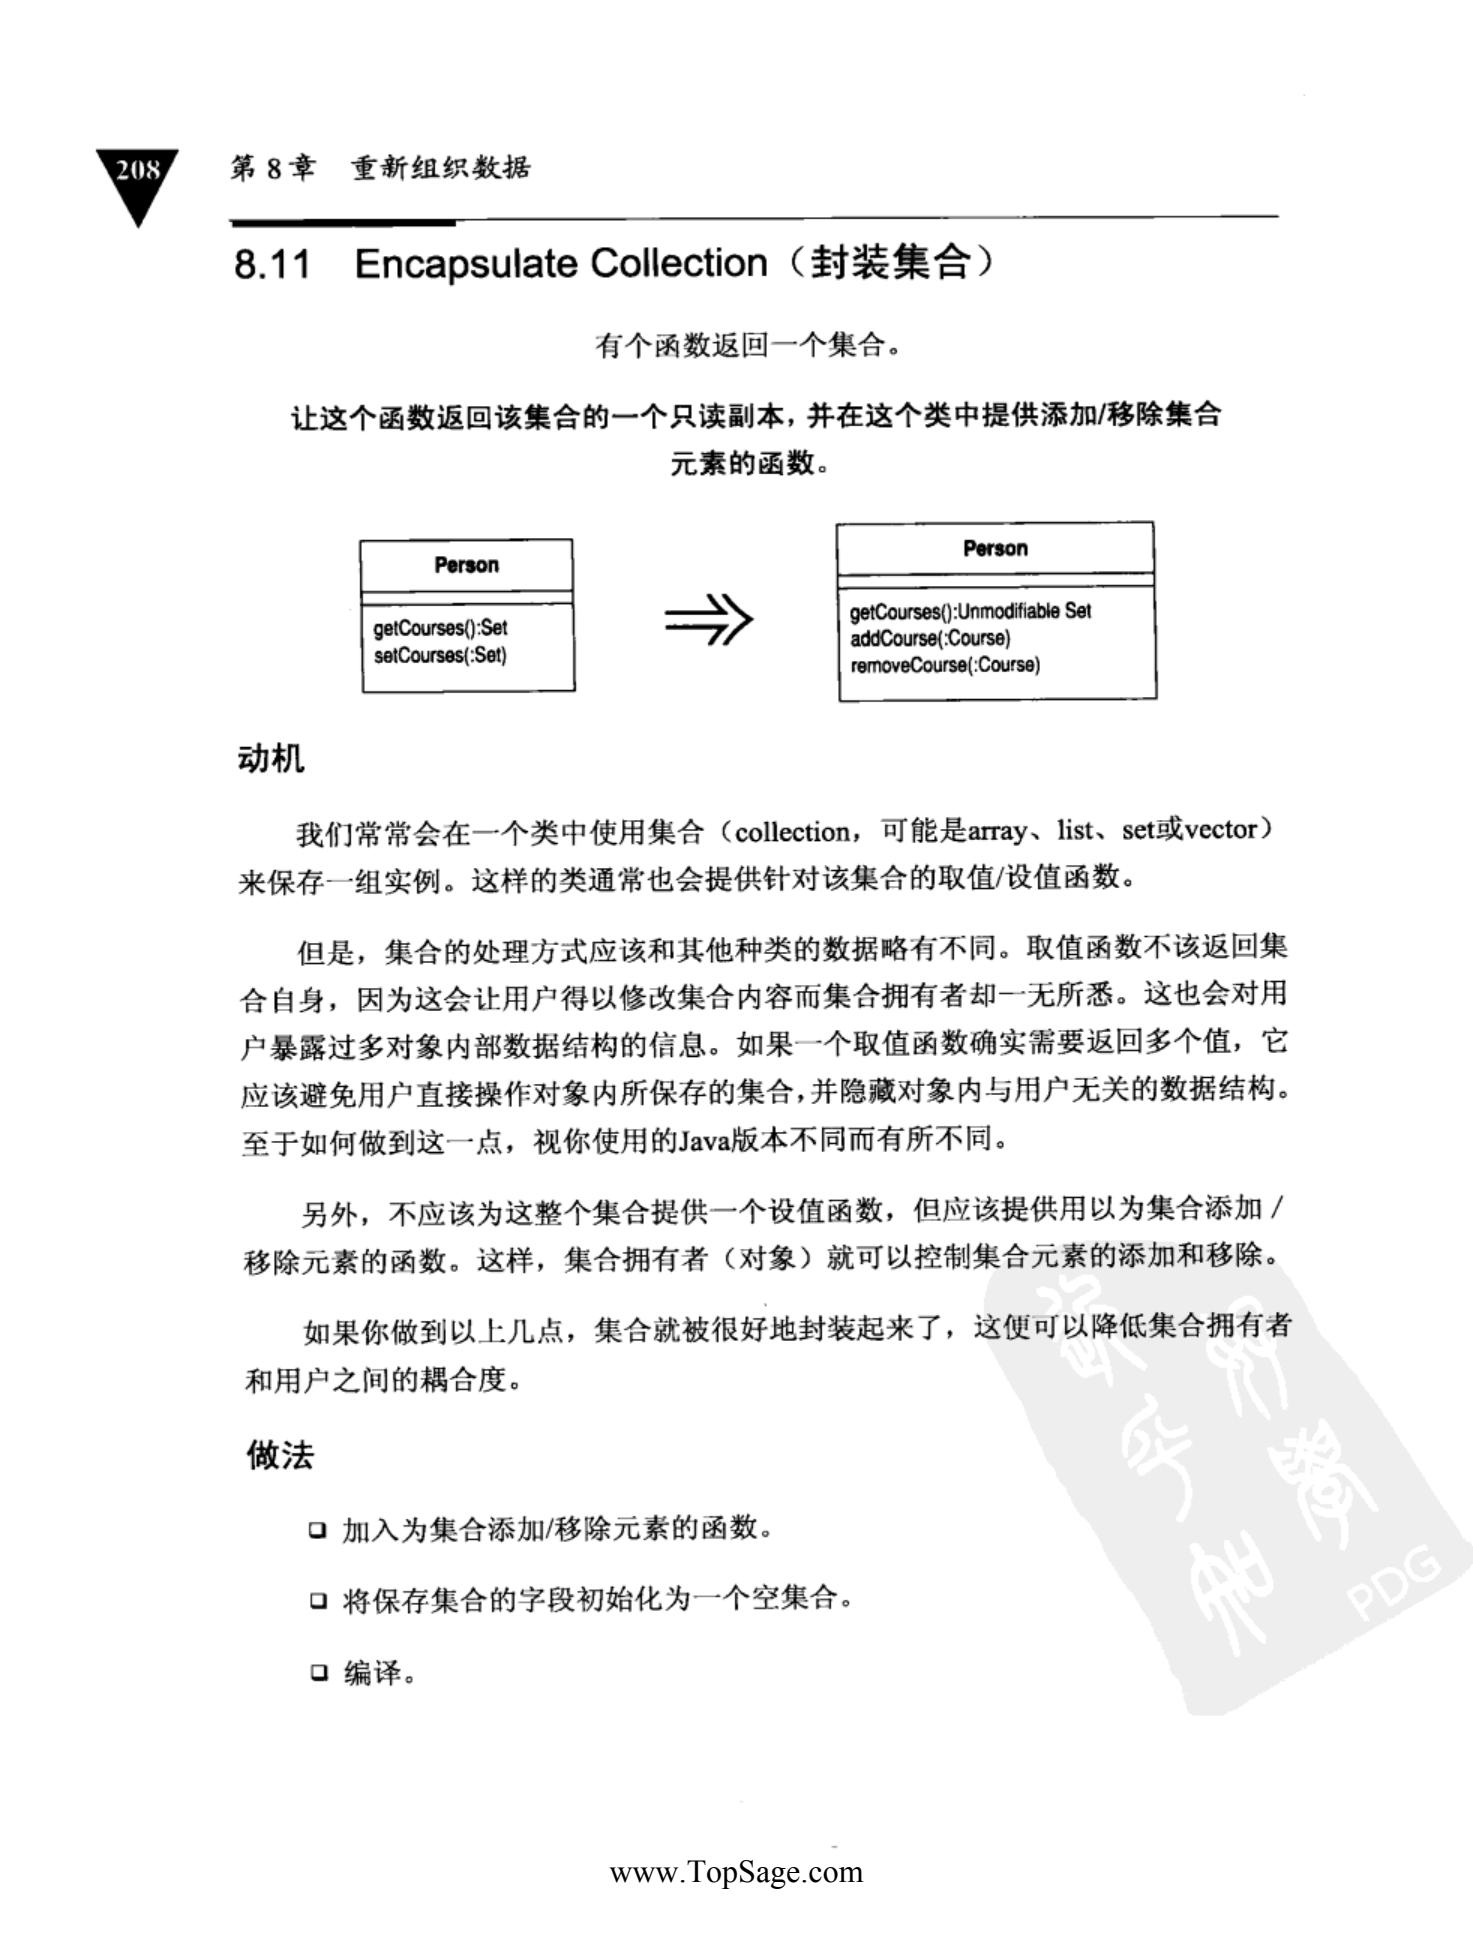 208
第 8 章 重新组织数据
8.11 Encapsulate Collection（封装集合）
有个函数返回一个集合。
让这个函数返回该集合的一个只读副本，并在这个类中提供添加/移除集合
元素的函数。
Person
getCourses():Set
setCourses(:Set)
Person
getCourses():Unmodifiable Set
addCourse(:Course)
removeCourse(:Course)
动机
我们常常会在一个类中使用集合（collection，可能是array、list、set或vector）
来保存一组实例。这样的类通常也会提供针对该集合的取值/设值函数。
但是，集合的处理方式应该和其他种类的数据略有不同。取值函数不该返回集
合自身，因为这会让用户得以修改集合内容而集合拥有者却一无所悉。这也会对用
户暴露过多对象内部数据结构的信息。如果一个取值函数确实需要返回多个值，它
应该避免用户直接操作对象内所保存的集合，并隐藏对象内与用户无关的数据结构。
至于如何做到这一点，视你使用的Java版本不同而有所不同。
另外，不应该为这整个集合提供一个设值函数，但应该提供用以为集合添加 /
移除元素的函数。这样，集合拥有者（对象）就可以控制集合元素的添加和移除。
如果你做到以上几点，集合就被很好地封装起来了，这便可以降低集合拥有者
和用户之间的耦合度。
做法
❑ 加入为集合添加/移除元素的函数。
❑ 将保存集合的字段初始化为一个空集合。
❑ 编译。
PDG
www.TopSage.com